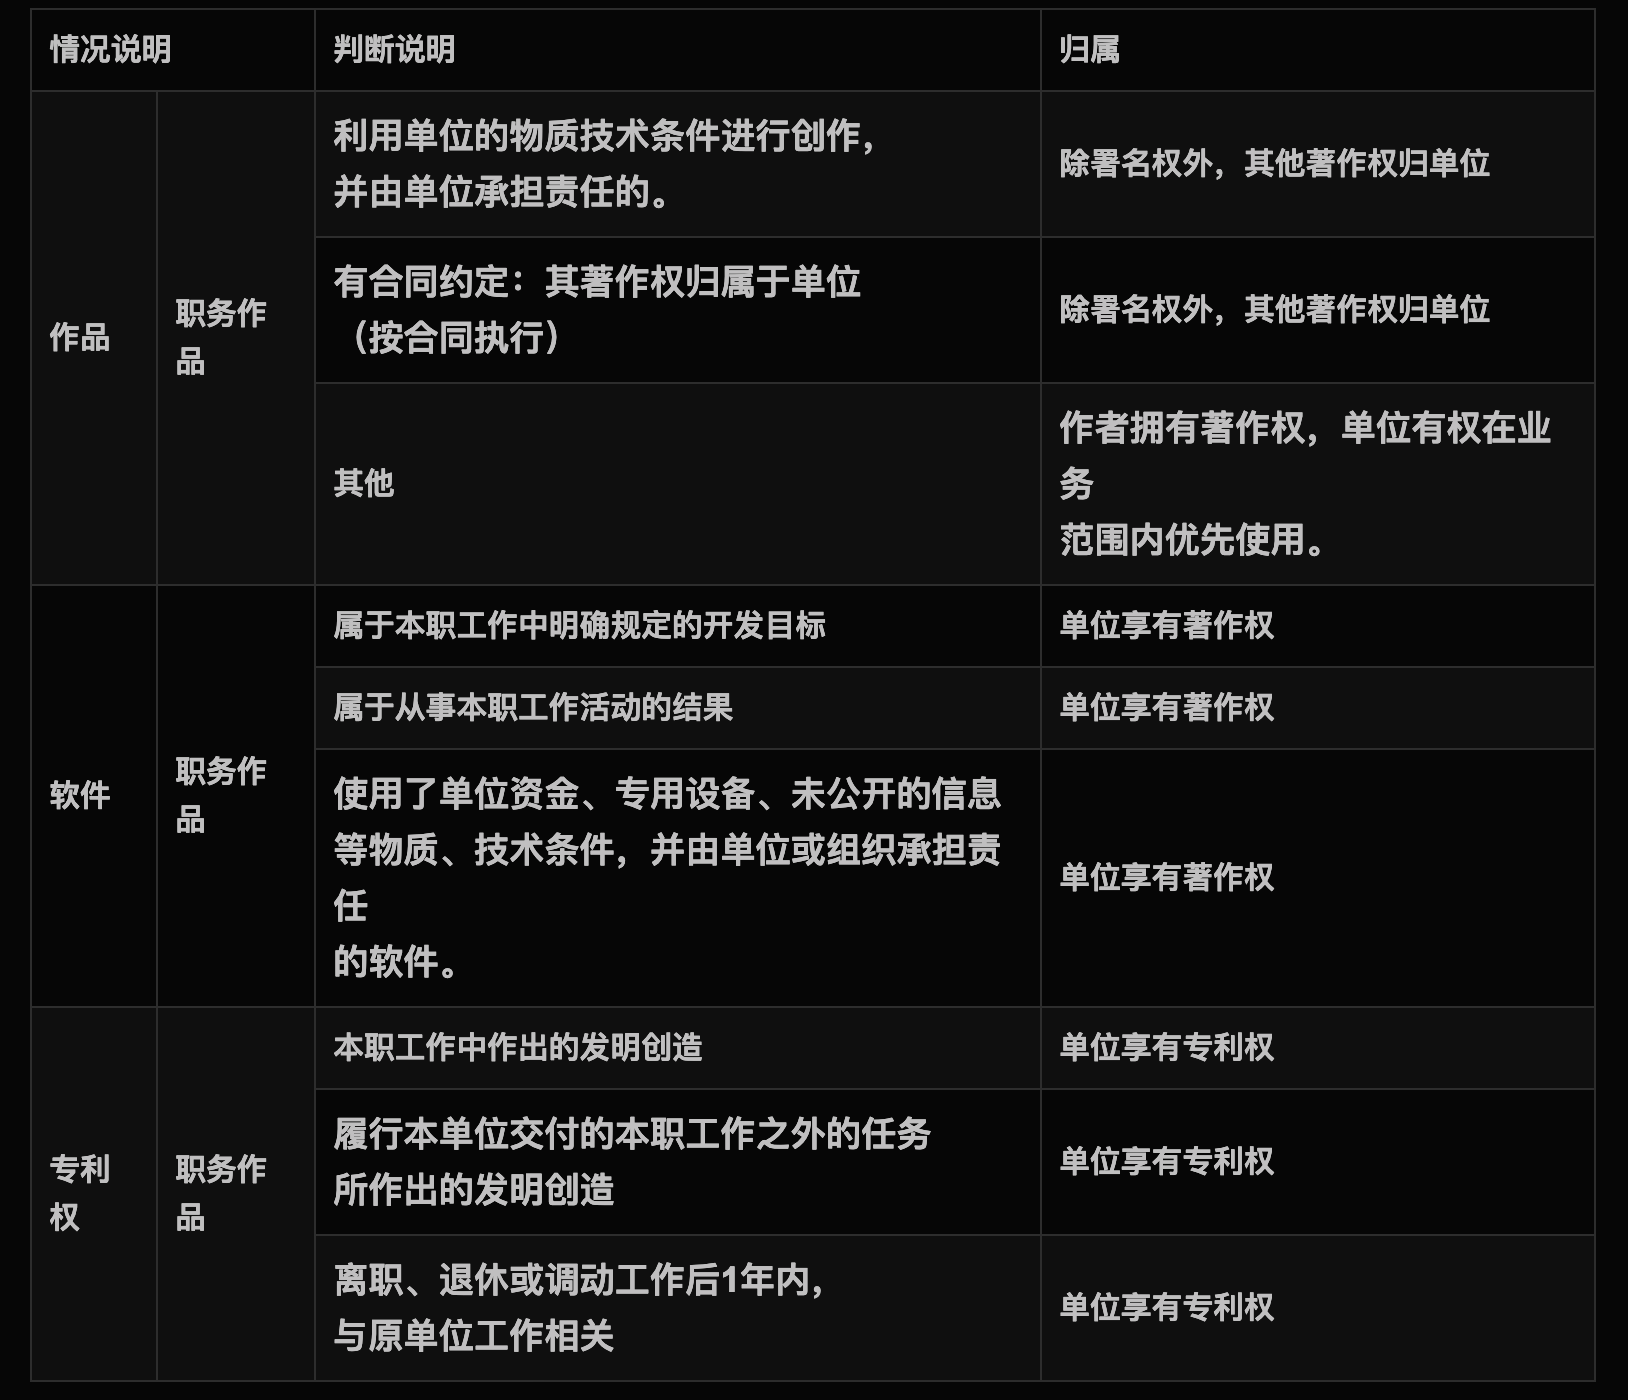 情况说明
判断说明
归属
作品
职务作
品
利用单位的物质技术条件进行创作，
并由单位承担责任的。
除署名权外，其他著作权归单位
有合同约定：其著作权归属于单位
（按合同执行）
除署名权外，其他著作权归单位
其他
作者拥有著作权，单位有权在业
务
范围内优先使用。
软件
职务作
品
属于本职工作中明确规定的开发目标
单位享有著作权
属于从事本职工作活动的结果
单位享有著作权
使用了单位资金、专用设备、未公开的信息
等物质、技术条件，并由单位或组织承担责
任
的软件。
单位享有著作权
专利
权
职务作
品
本职工作中作出的发明创造
单位享有专利权
履行本单位交付的本职工作之外的任务
所作出的发明创造
单位享有专利权
离职、退休或调动工作后1年内，
与原单位工作相关
单位享有专利权